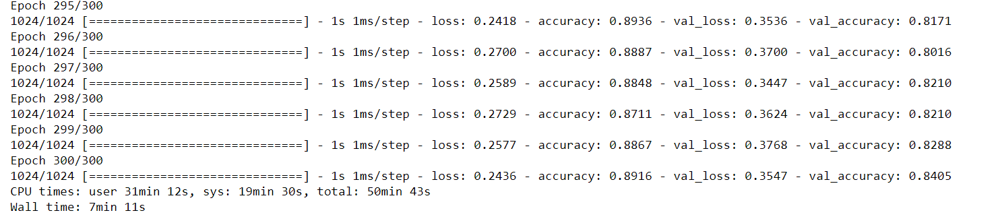 Epoch 295/300
1024/1024 [==============================] - 1s 1ms/step - loss: 0.2418 - accuracy: 0.8936 - val_loss: 0.3536 - val_accuracy: 0.8171
Epoch 296/300
1024/1024 [==============================] - 1s 1ms/step - loss: 0.2700 - accuracy: 0.8887 - val_loss: 0.3700 - val_accuracy: 0.8016
Epoch 297/300
1024/1024 [==============================] - 1s 1ms/step - loss: 0.2589 - accuracy: 0.8848 - val_loss: 0.3447 - val_accuracy: 0.8210
Epoch 298/300
1024/1024 [==============================] - 1s 1ms/step - loss: 0.2729 - accuracy: 0.8711 - val_loss: 0.3624 - val_accuracy: 0.8210
Epoch 299/300
1024/1024 [==============================] - 1s 1ms/step - loss: 0.2577 - accuracy: 0.8867 - val_loss: 0.3768 - val_accuracy: 0.8288
Epoch 300/300
1024/1024 [==============================] - 1s 1ms/step - loss: 0.2436 - accuracy: 0.8916 - val_loss: 0.3547 - val_accuracy: 0.8405
CPU times: user 31min 12s, sys: 19min 30s, total: 50min 43s
Wall time: 7min 11s